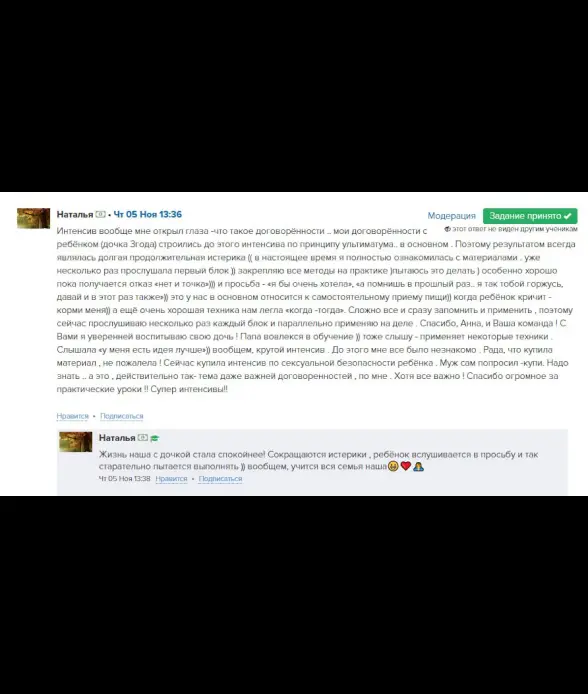 Наталья • Чт 05 Ноя 13:36
Модерация Задание принято ✔
этот ответ не виден другим ученикам
Интенсив вообще мне открыл глаза -что такое договорённости .. мои договорённости с
ребёнком (дочка 3года) строились до этого интенсива по принципу ультиматума.. в основном . Поэтому результатом всегда
являлась долгая продолжительная истерика (( в настоящее время я полностью ознакомилась с материалами . уже
несколько раз прослушала первый блок )) закрепляю все методы на практике )пытаюсь это делать ) особенно хорошо
пока получается отказ «нет и точка»))) и просьба - «я бы очень хотела», «а помнишь в прошлый раз.. я так тобой горжусь,
давай и в этот раз также»)) это у нас в основном относится к самостоятельному приему пищи)) когда ребёнок кричит -
корми меня)) а ещё очень хорошая техника нам легла «когда -тогда». Сложно все и сразу запомнить и применить , поэтому
сейчас прослушиваю несколько раз каждый блок и параллельно применяю на деле . Спасибо, Анна, и Ваша команда ! С
Вами я уверенней воспитываю свою дочь ! Папа вовлекся в обучение )) тоже слышу - применяет некоторые техники .
Слышала «у меня есть идея лучше»)) вообщем, крутой интенсив . До этого мне все было незнакомо . Рада, что купила
материал , не пожалела ! Сейчас купила интенсив по сексуальной безопасности ребёнка . Муж сам попросил -купи. Надо
знать .. а это , действительно так- тема даже важней договоренностей , по мне . Хотя все важно ! Спасибо огромное за
практические уроки !! Супер интенсивы!!
Нравится • Подписаться
Наталья
Жизнь наша с дочкой стала спокойнее! Сокращаются истерики , ребёнок вслушивается в просьбу и так
старательно пытается выполнять )) вообщем, учится вся семья наша
Чт 05 Ноя 13:38 Нравится • Подписаться